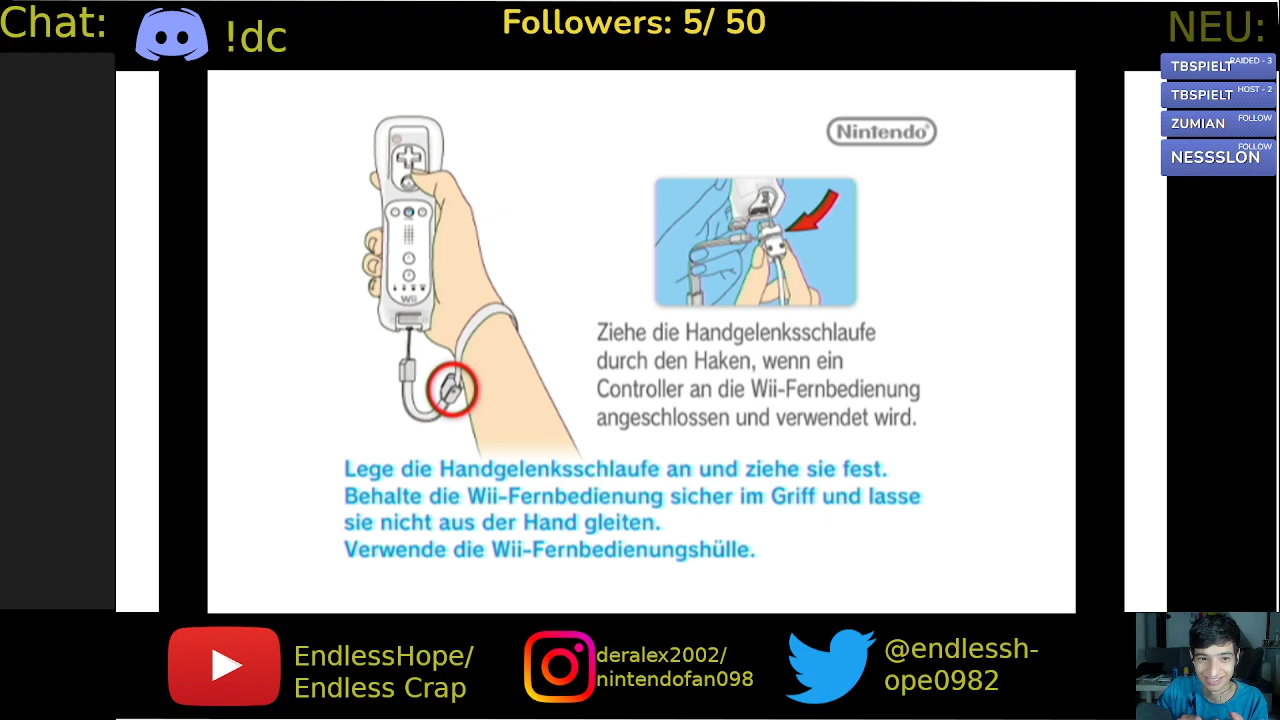 Chat:
!dc
Followers: 5/ 50
NEU:
TBSPIELT RAIDED - 3
TBSPIELT HOST - 2
ZUMIAN FOLLOW
NESSSLON FOLLOW
Nintendo®
Wii
Ziehe die Handgelenksschlaufe
durch den Haken, wenn ein
Controller an die Wii-Fernbedienung
angeschlossen und verwendet wird.
Lege die Handgelenksschlaufe an und ziehe sie fest.
Behalte die Wii-Fernbedienung sicher im Griff und lasse
sie nicht aus der Hand gleiten.
Verwende die Wii-Fernbedienungshülle.
EndlessHope/
Endless Crap
deralex2002/
nintendofan098
@endlessh-
ope0982